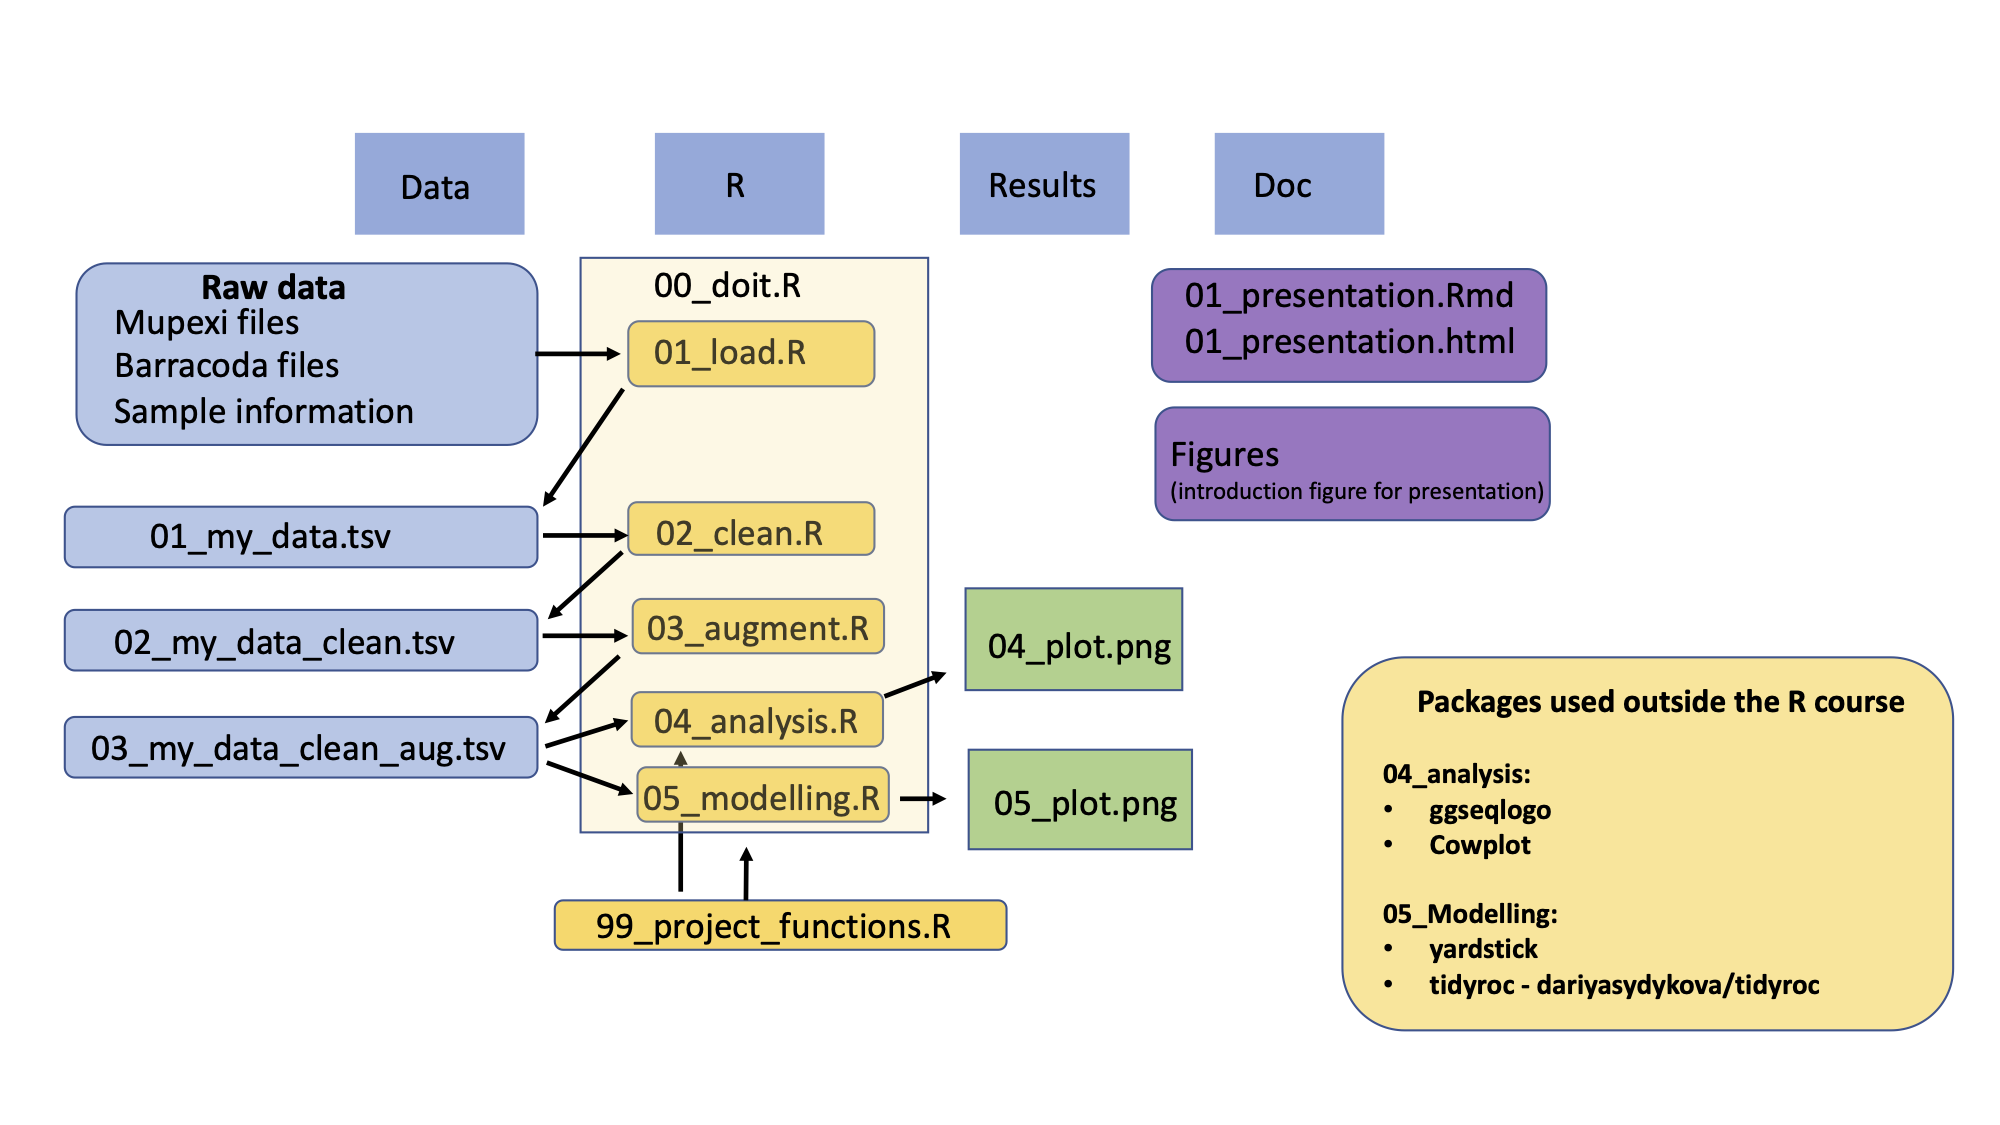 Data
R
Results
Doc
Raw data
Mupexi files
Barracoda files
Sample information
01_my_data.tsv
02_my_data_clean.tsv
03_my_data_clean_aug.tsv
00_doit.R
01_load.R
02_clean.R
03_augment.R
04_analysis.R
05_modelling.R
99_project_functions.R
04_plot.png
05_plot.png
01_presentation.Rmd
01_presentation.html
Figures
(introduction figure for presentation)
Packages used outside the R course
04_analysis:
• ggseqlogo
• Cowplot
05_Modelling:
• yardstick
• tidyroc - dariyasydykova/tidyroc